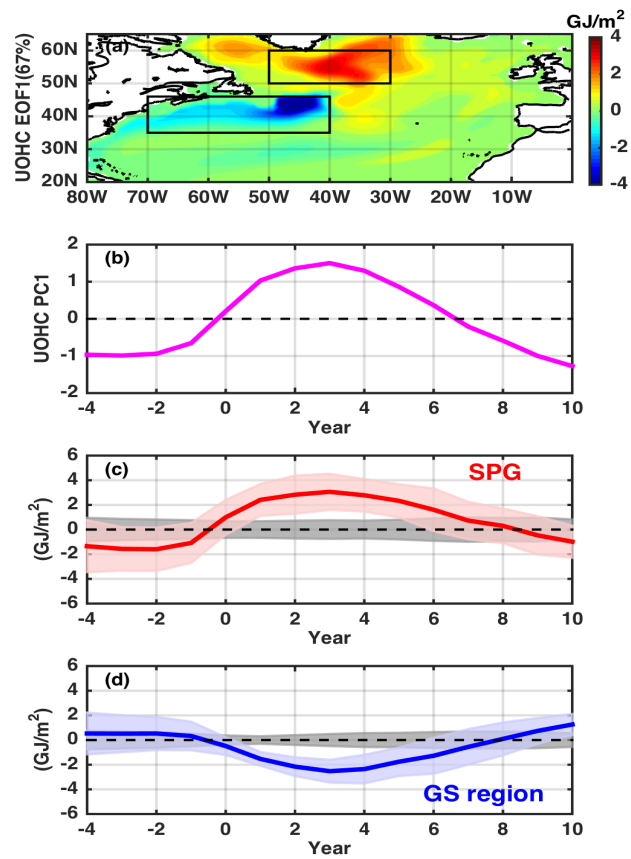 GJ/m²
UOHC EOF1(67%)
(a)
60N
50N
40N
30N
20N
80W 70W 60W 50W 40W 30W 20W 10W
4
2
0
-2
-4
UOHC PC1
(b)
2
1
0
-1
-2
-4 -2 0 2 4 6 8 10
Year
(GJ/m²)
(c)
SPG
6
4
2
0
-2
-4
-6
-4 -2 0 2 4 6 8 10
Year
(GJ/m²)
(d)
GS region
6
4
2
0
-2
-4
-6
-4 -2 0 2 4 6 8 10
Year